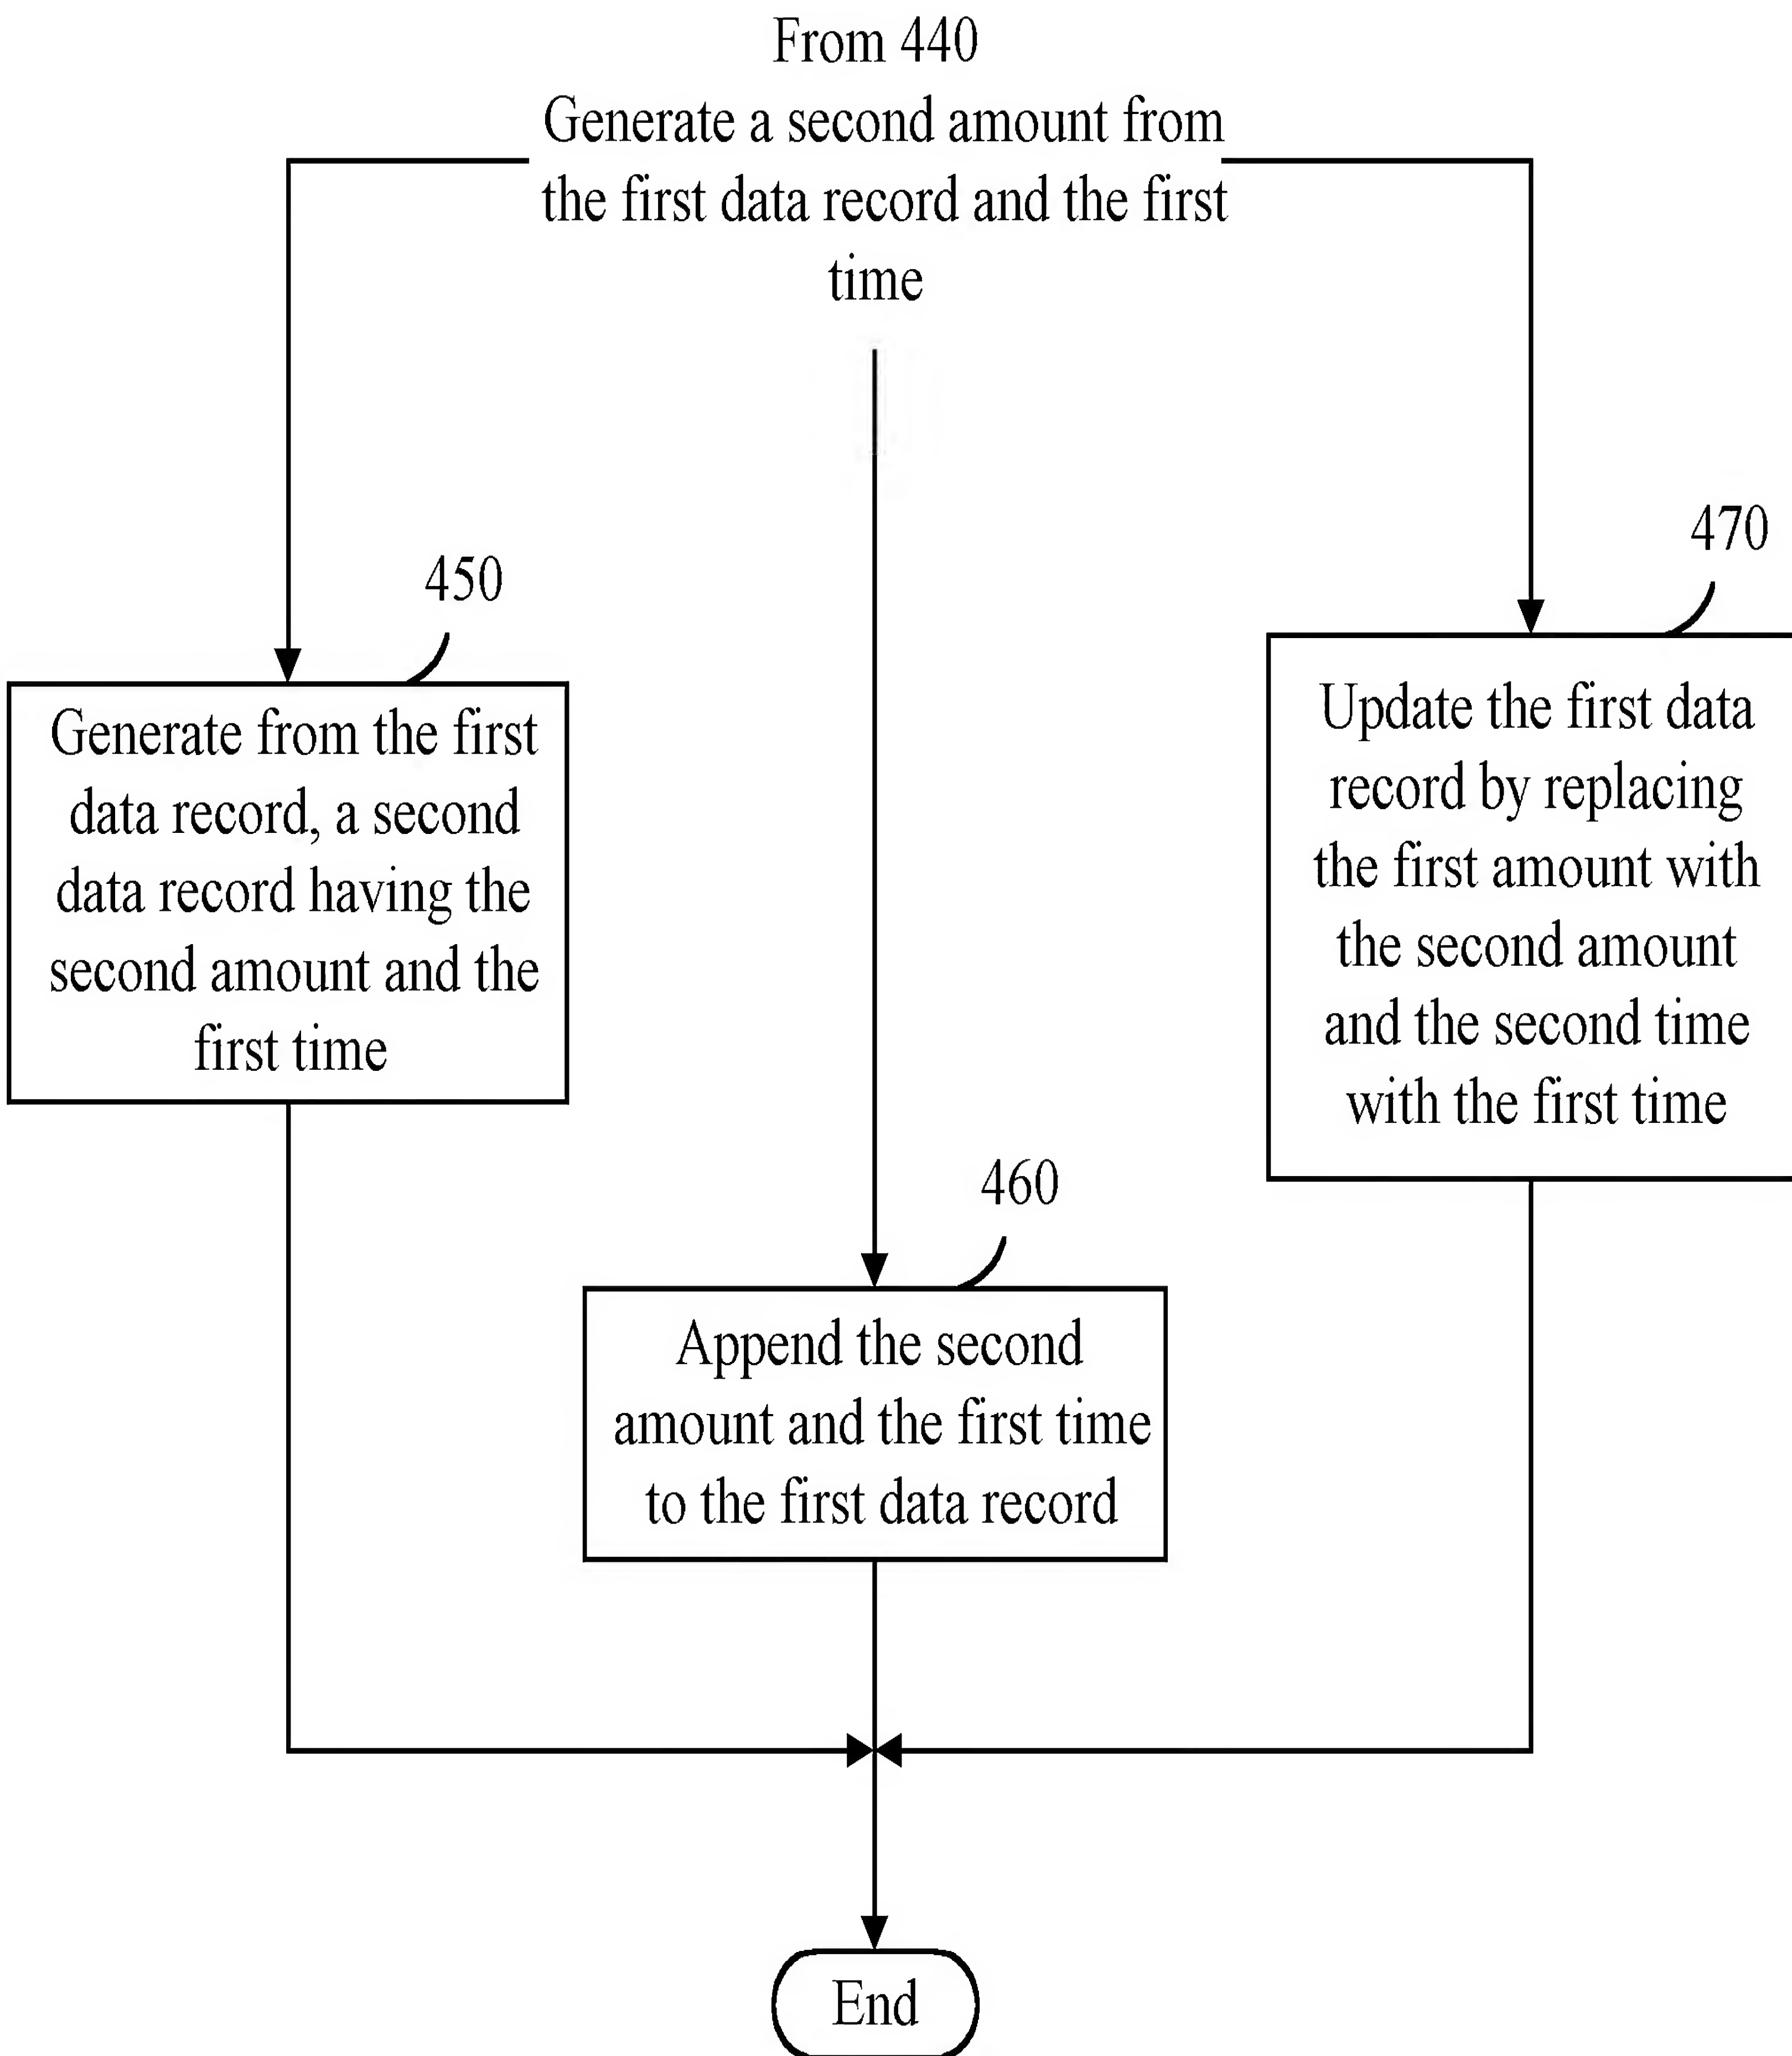 From 440
Generate a second amount from
the first data record and the first
time
450
Generate from the first
data record, a second
data record having the
second amount and the
first time
460
Append the second
amount and the first time
to the first data record
470
Update the first data
record by replacing
the first amount with
the second amount
and the second time
with the first time
End